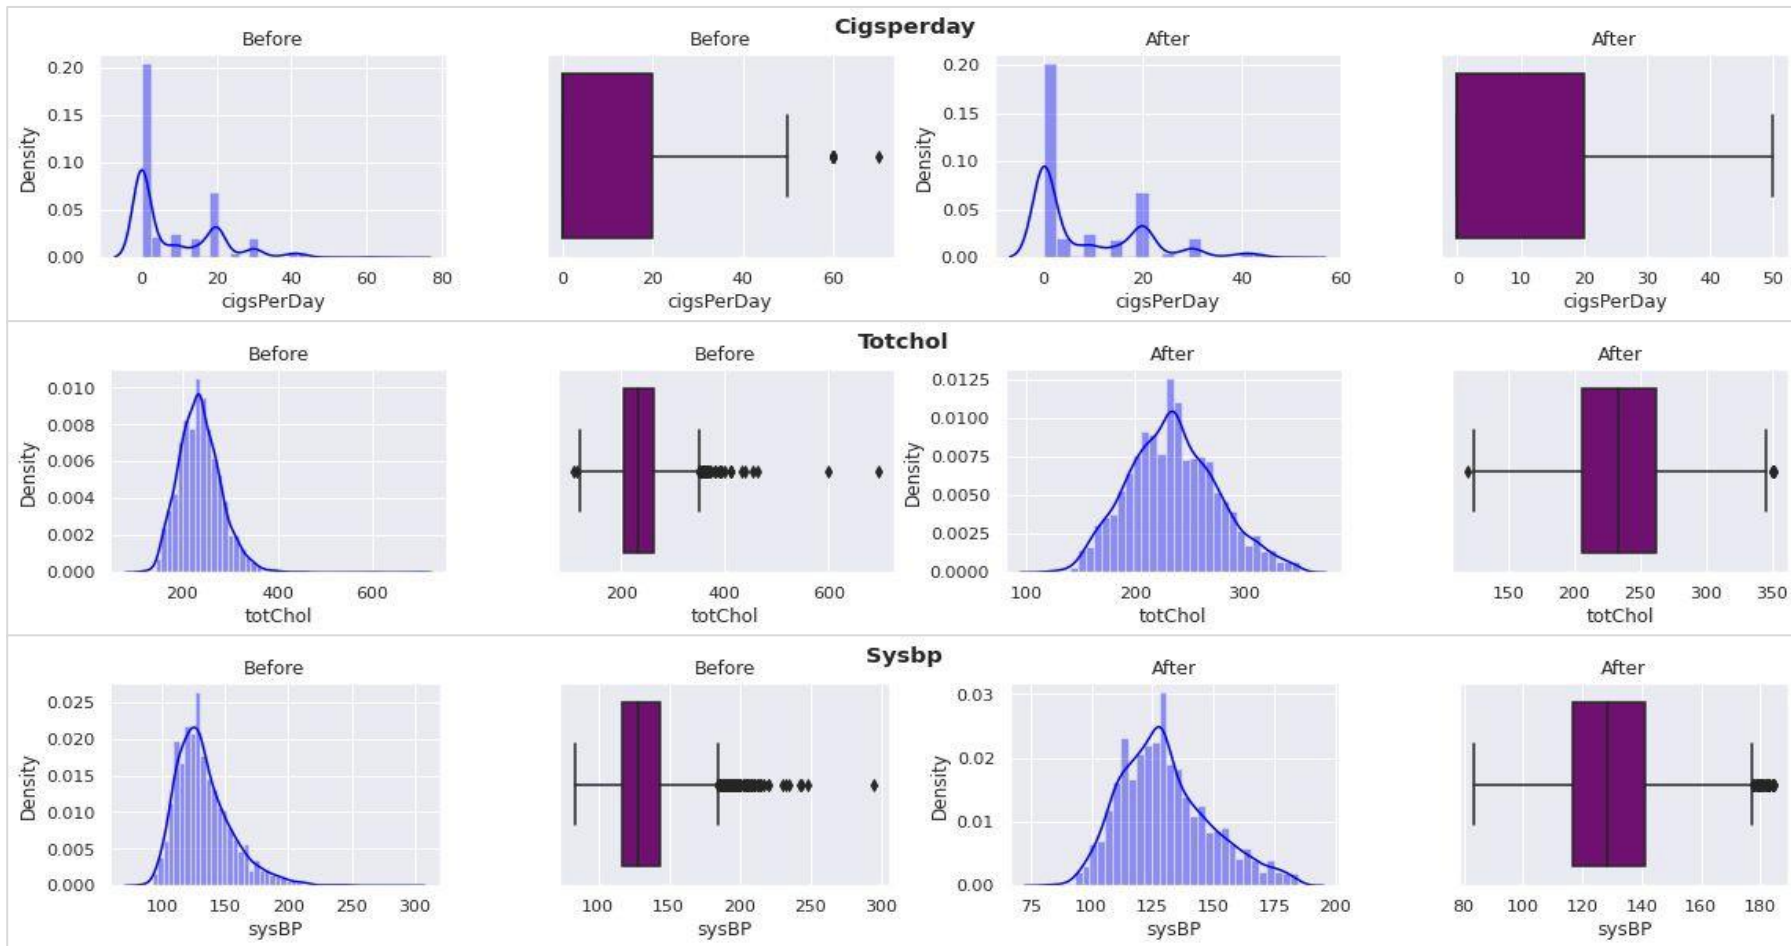 Cigsperday
Before
Before
After
After
0.20
0.15
0.10
0.05
0.00
Density
0 20 40 60 80
cigsPerDay
0 20 40 60
cigsPerDay
0.20
0.15
0.10
0.05
0.00
Density
0 20 40 60
cigsPerDay
0 10 20 30 40 50
cigsPerDay
Totchol
Before
Before
After
After
0.010
0.008
0.006
0.004
0.002
0.000
Density
200 400 600
totChol
200 400 600
totChol
0.0125
0.0100
0.0075
0.0050
0.0025
0.0000
Density
100 200 300
totChol
150 200 250 300 350
totChol
Sysbp
Before
Before
After
After
0.025
0.020
0.015
0.010
0.005
0.000
Density
100 150 200 250 300
sysBP
100 150 200 250 300
sysBP
0.03
0.02
0.01
0.00
Density
75 100 125 150 175 200
sysBP
80 100 120 140 160 180
sysBP